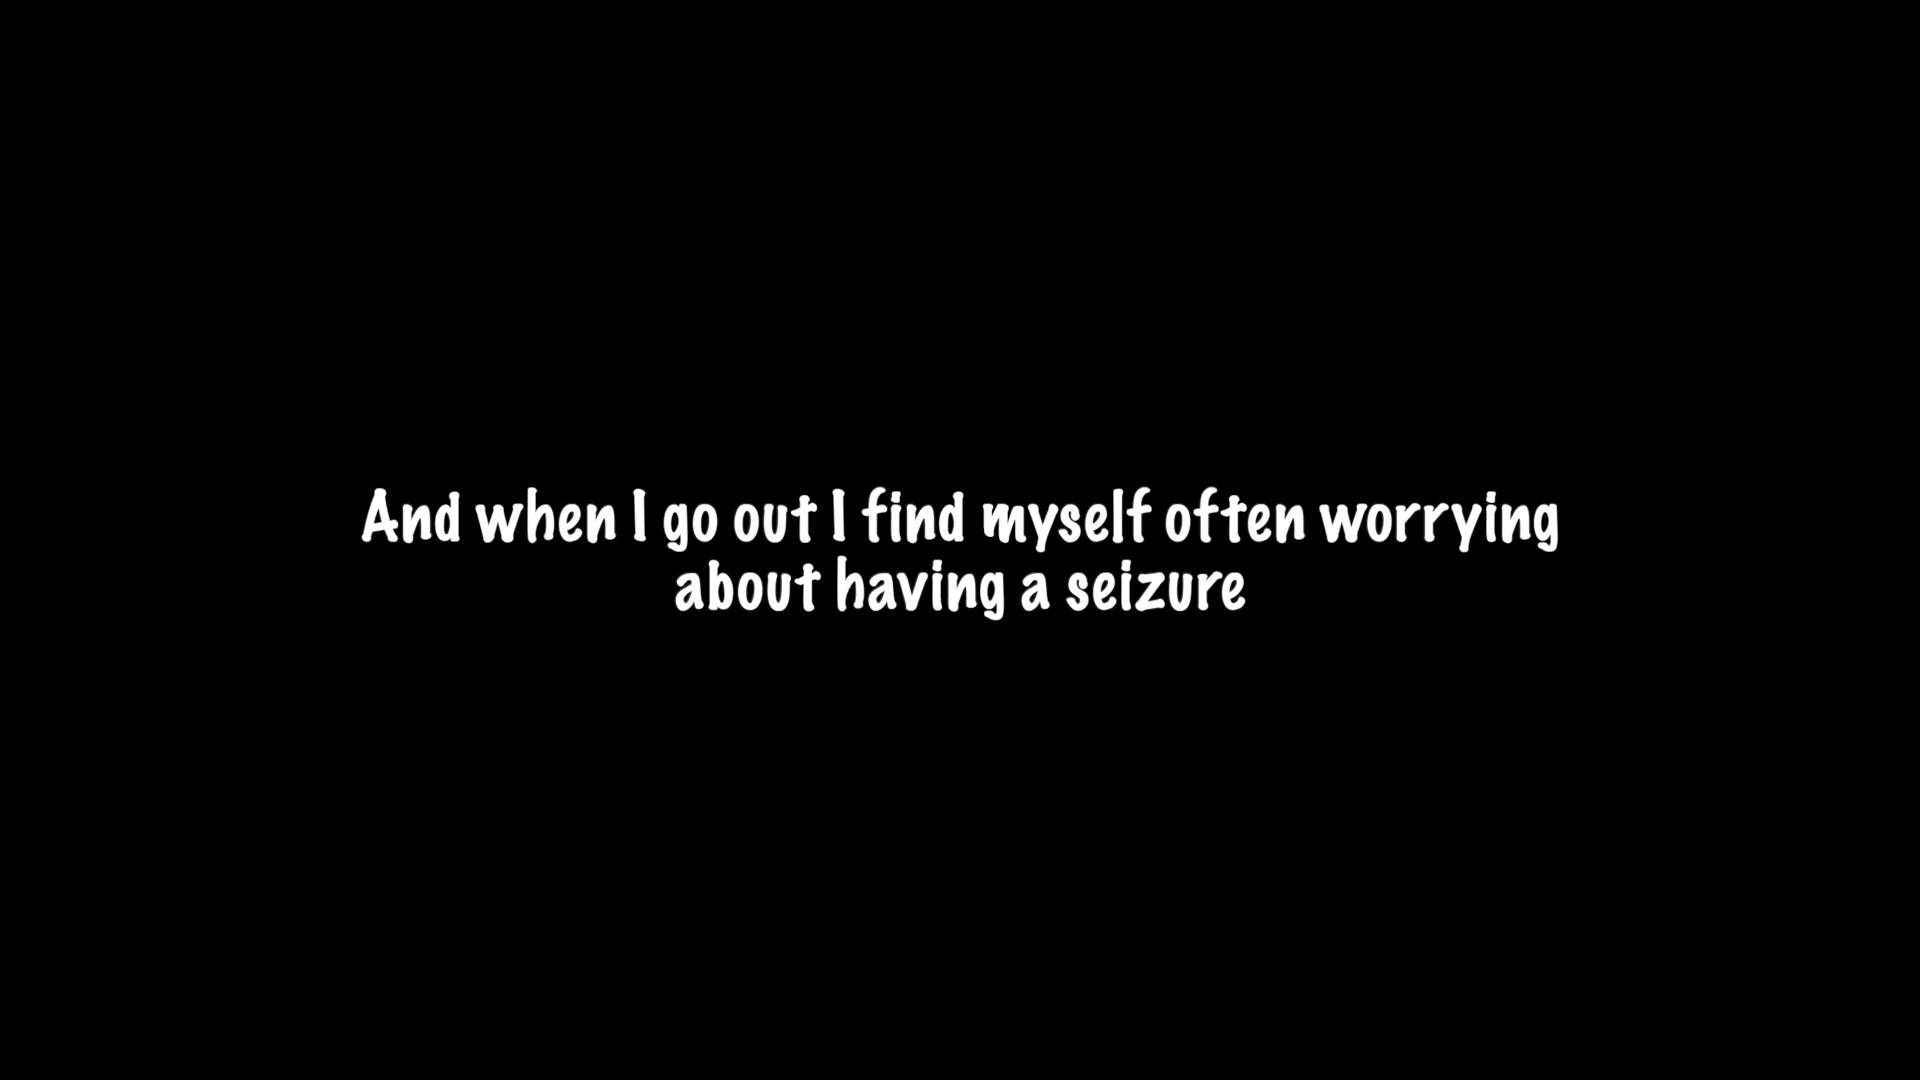 And when I go out I find myself often worrying
about having a seizure